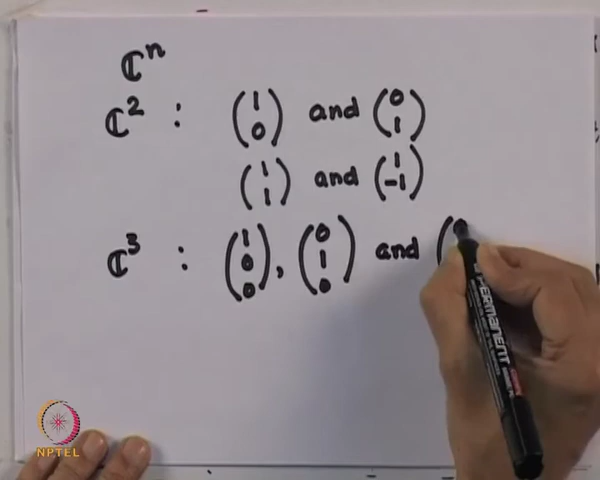 ℂⁿ
ℂ² : (1 0) and (0 1)
(1 1) and (1 -1)
ℂ³ : (1 0 0), (0 1 0) and (
PERMANENT
NPTEL